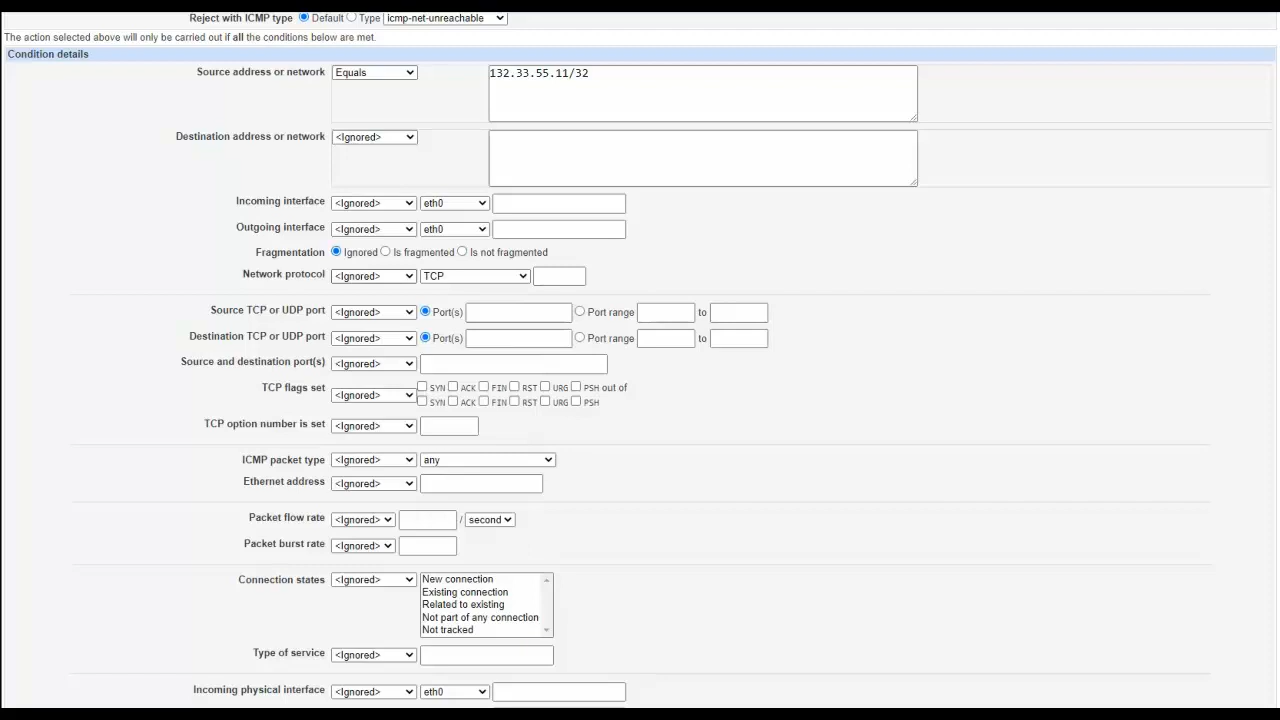 Reject with ICMP type Default Type icmp-net-unreachable
The action selected above will only be carried out if all the conditions below are met.
Condition details
Source address or network Equals 132.33.55.11/32
Destination address or network <Ignored>
Incoming interface <Ignored> eth0
Outgoing interface <Ignored> eth0
Fragmentation Ignored Is fragmented Is not fragmented
Network protocol <Ignored> TCP
Source TCP or UDP port <Ignored> Port(s) Port range to
Destination TCP or UDP port <Ignored> Port(s) Port range to
Source and destination port(s) <Ignored>
TCP flags set <Ignored> SYN ACK FIN RST URG PSH out of
SYN ACK FIN RST URG PSH
TCP option number is set <Ignored>
ICMP packet type <Ignored> any
Ethernet address <Ignored>
Packet flow rate <Ignored> / second
Packet burst rate <Ignored>
Connection states <Ignored> New connection
Existing connection
Related to existing
Not part of any connection
Not tracked
Type of service <Ignored>
Incoming physical interface <Ignored> eth0